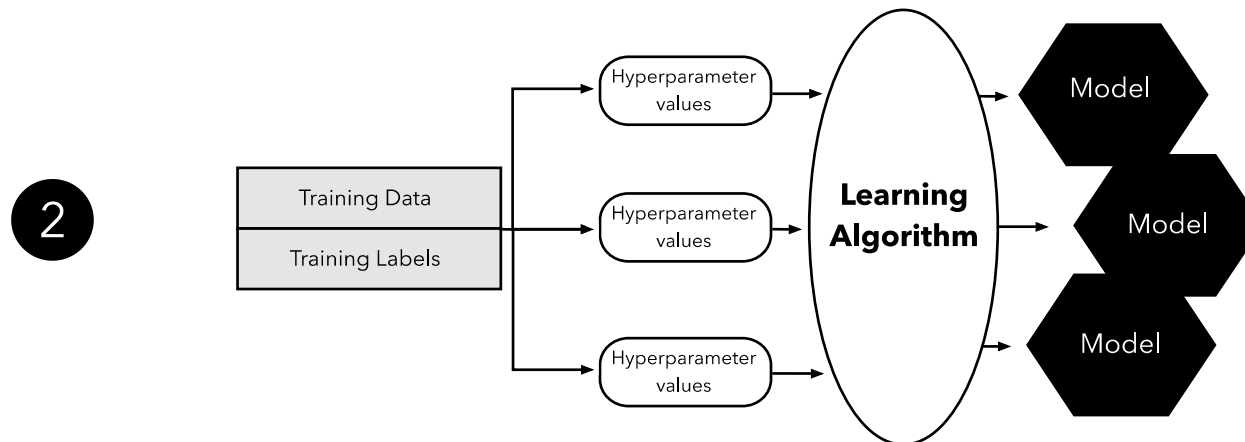 2
Training Data
Training Labels
Hyperparameter
values
Hyperparameter
values
Hyperparameter
values
Learning
Algorithm
Model
Model
Model